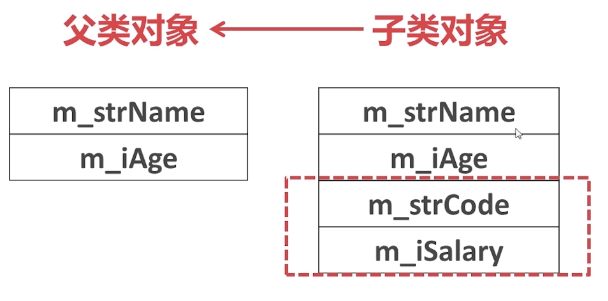 父类对象 子类对象
m_strName m_strName
m_iAge m_iAge
m_strCode
m_iSalary